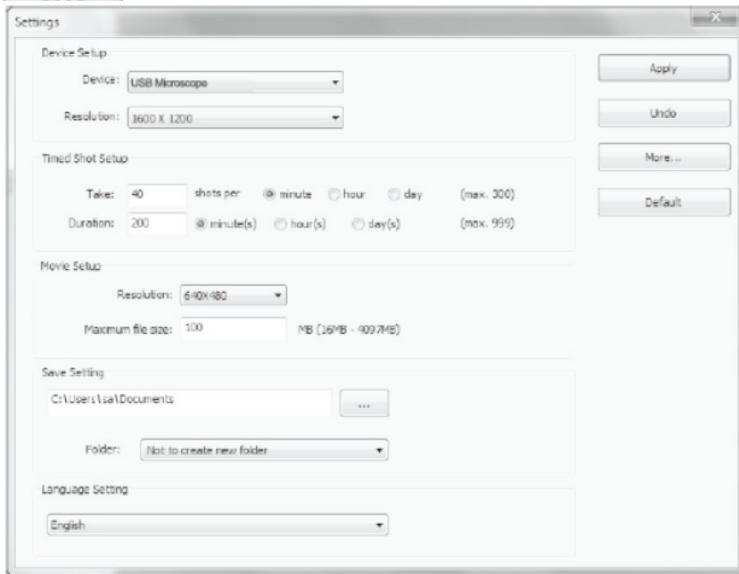 Settings
Device Setup
Device: USB Microscope
Resolution: 1600 X 1200
Timed Shot Setup
Take: 40 shots per minute hour day (max. 300)
Duration: 200 minute(s) hour(s) day(s) (max. 999)
Movie Setup
Resolution: 640X480
Maximum file size: 100 MB (16MB - 4097MB)
Save Setting
C:\Users\sa\Documents ...
Folder: Not to create new folder
Language Setting
English
Apply
Undo
More...
Default